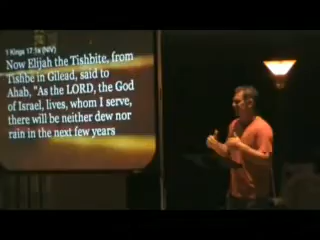 1 Kings 17:1a (NIV)
Now Elijah the Tishbite, from
Tishbe in Gilead, said to
Ahab, "As the LORD, the God
of Israel, lives, whom I serve,
there will be neither dew nor
rain in the next few years